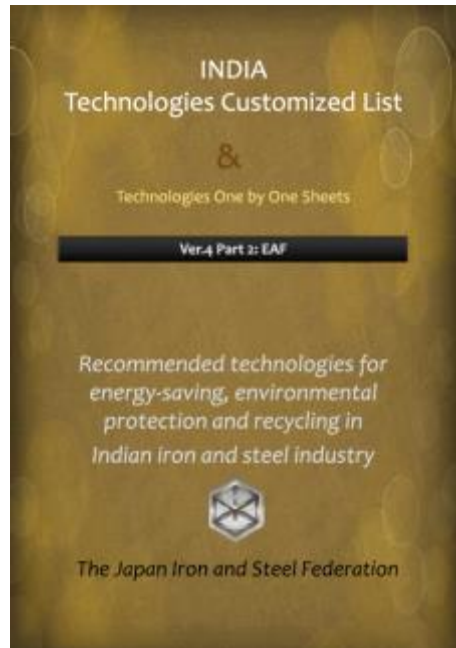 INDIA
Technologies Customized List
&
Technologies One by One Sheets
Ver.4 Part 2: EAF
Recommended technologies for
energy-saving, environmental
protection and recycling in
Indian iron and steel industry
The Japan Iron and Steel Federation